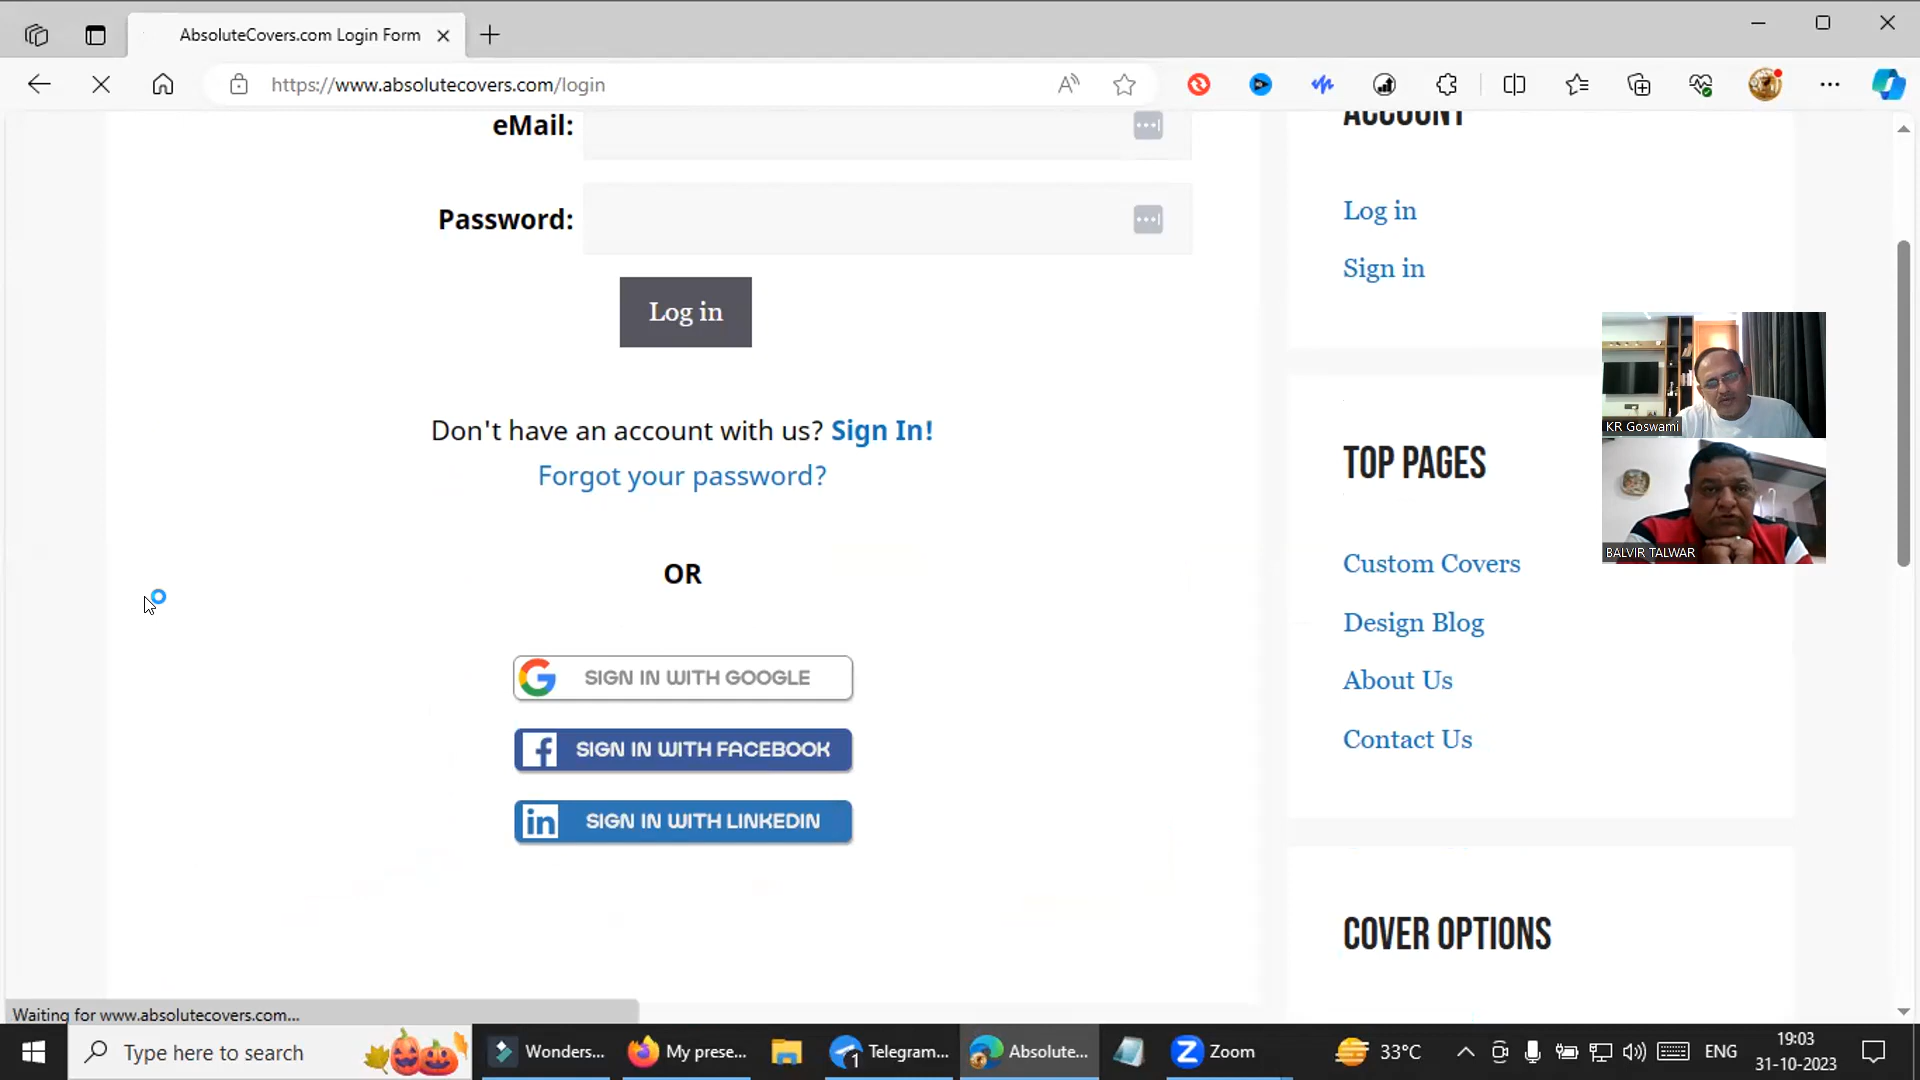 AbsoluteCovers.com Login Form
https://www.absolutecovers.com/login
eMail:
Password:
Log in
Don't have an account with us? Sign In!
Forgot your password?
OR
SIGN IN WITH GOOGLE
SIGN IN WITH FACEBOOK
in SIGN IN WITH LINKEDIN
ACCOUNT
Log in
Sign in
KR Goswami
BALVIR TALWAR
TOP PAGES
Custom Covers
Design Blog
About Us
Contact Us
COVER OPTIONS
Waiting for www.absolutecovers.com...
Type here to search
Wonders...
My prese...
1
Telegram...
Absolute...
Zoom
33°C
ENG
19:03
31-10-2023